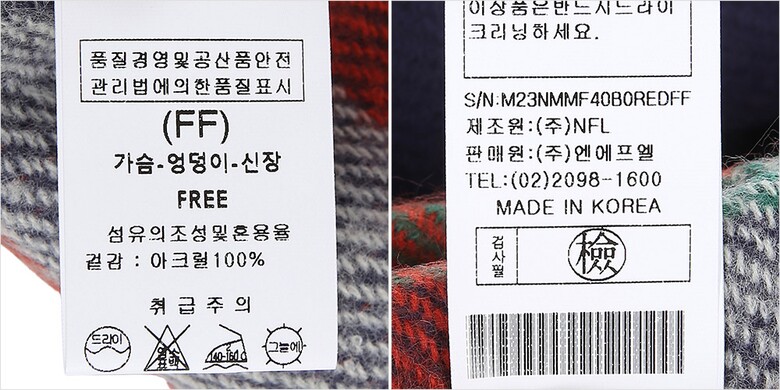 품질경영및공산품안전
관리법에의한품질표시
(FF)
가슴-엉덩이-신장
FREE
섬유의조성및혼용율
겉감 : 아크릴100%
취급주의
드라이
염소
표백
140-160℃
그늘에
이상품은반드시드라이
크리닝하세요.
S/N:M23NMMF40B0REDFF
제조원:(주)NFL
판매원:(주)엔에프엘
TEL:(02)2098-1600
MADE IN KOREA
검사필
檢